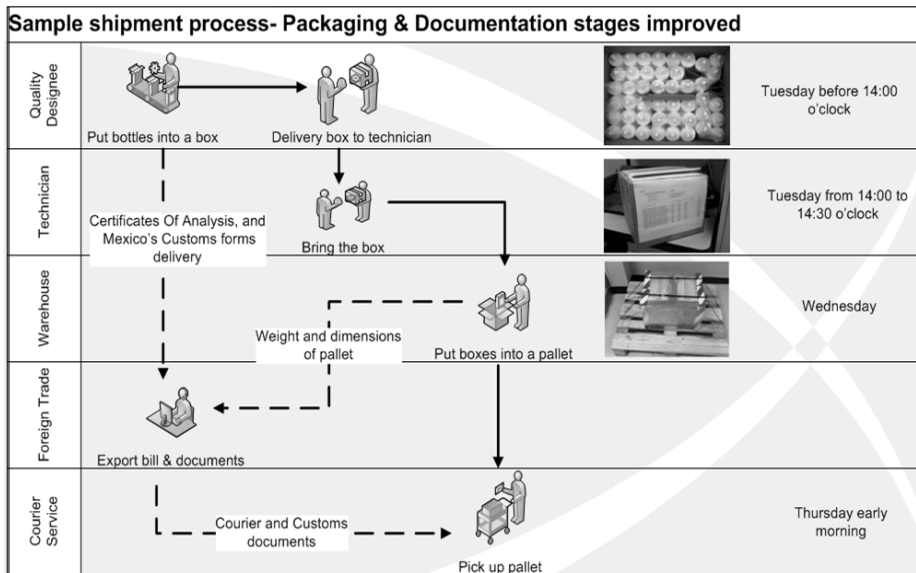 Sample shipment process- Packaging & Documentation stages improved
Quality
Designee
Put bottles into a box
Delivery box to technician
Tuesday before 14:00
o'clock
Technician
Certificates Of Analysis, and
Mexico's Customs forms
delivery
Bring the box
Tuesday from 14:00 to
14:30 o'clock
Warehouse
Weight and dimensions
of pallet
Put boxes into a pallet
Wednesday
Foreign Trade
Export bill & documents
Courier
Service
Courier and Customs
documents
Pick up pallet
Thursday early
morning